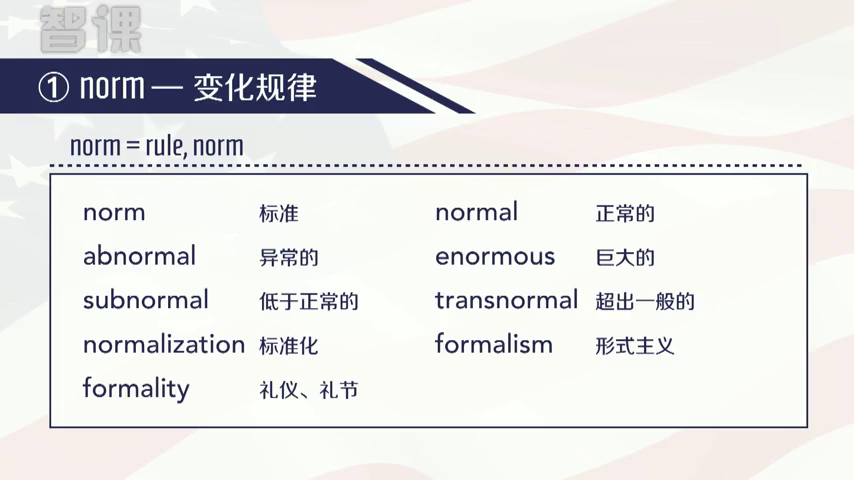 智课
① norm — 变化规律
norm = rule, norm
norm 标准 normal 正常的
abnormal 异常的 enormous 巨大的
subnormal 低于正常的 transnormal 超出一般的
normalization 标准化 formalism 形式主义
formality 礼仪、礼节